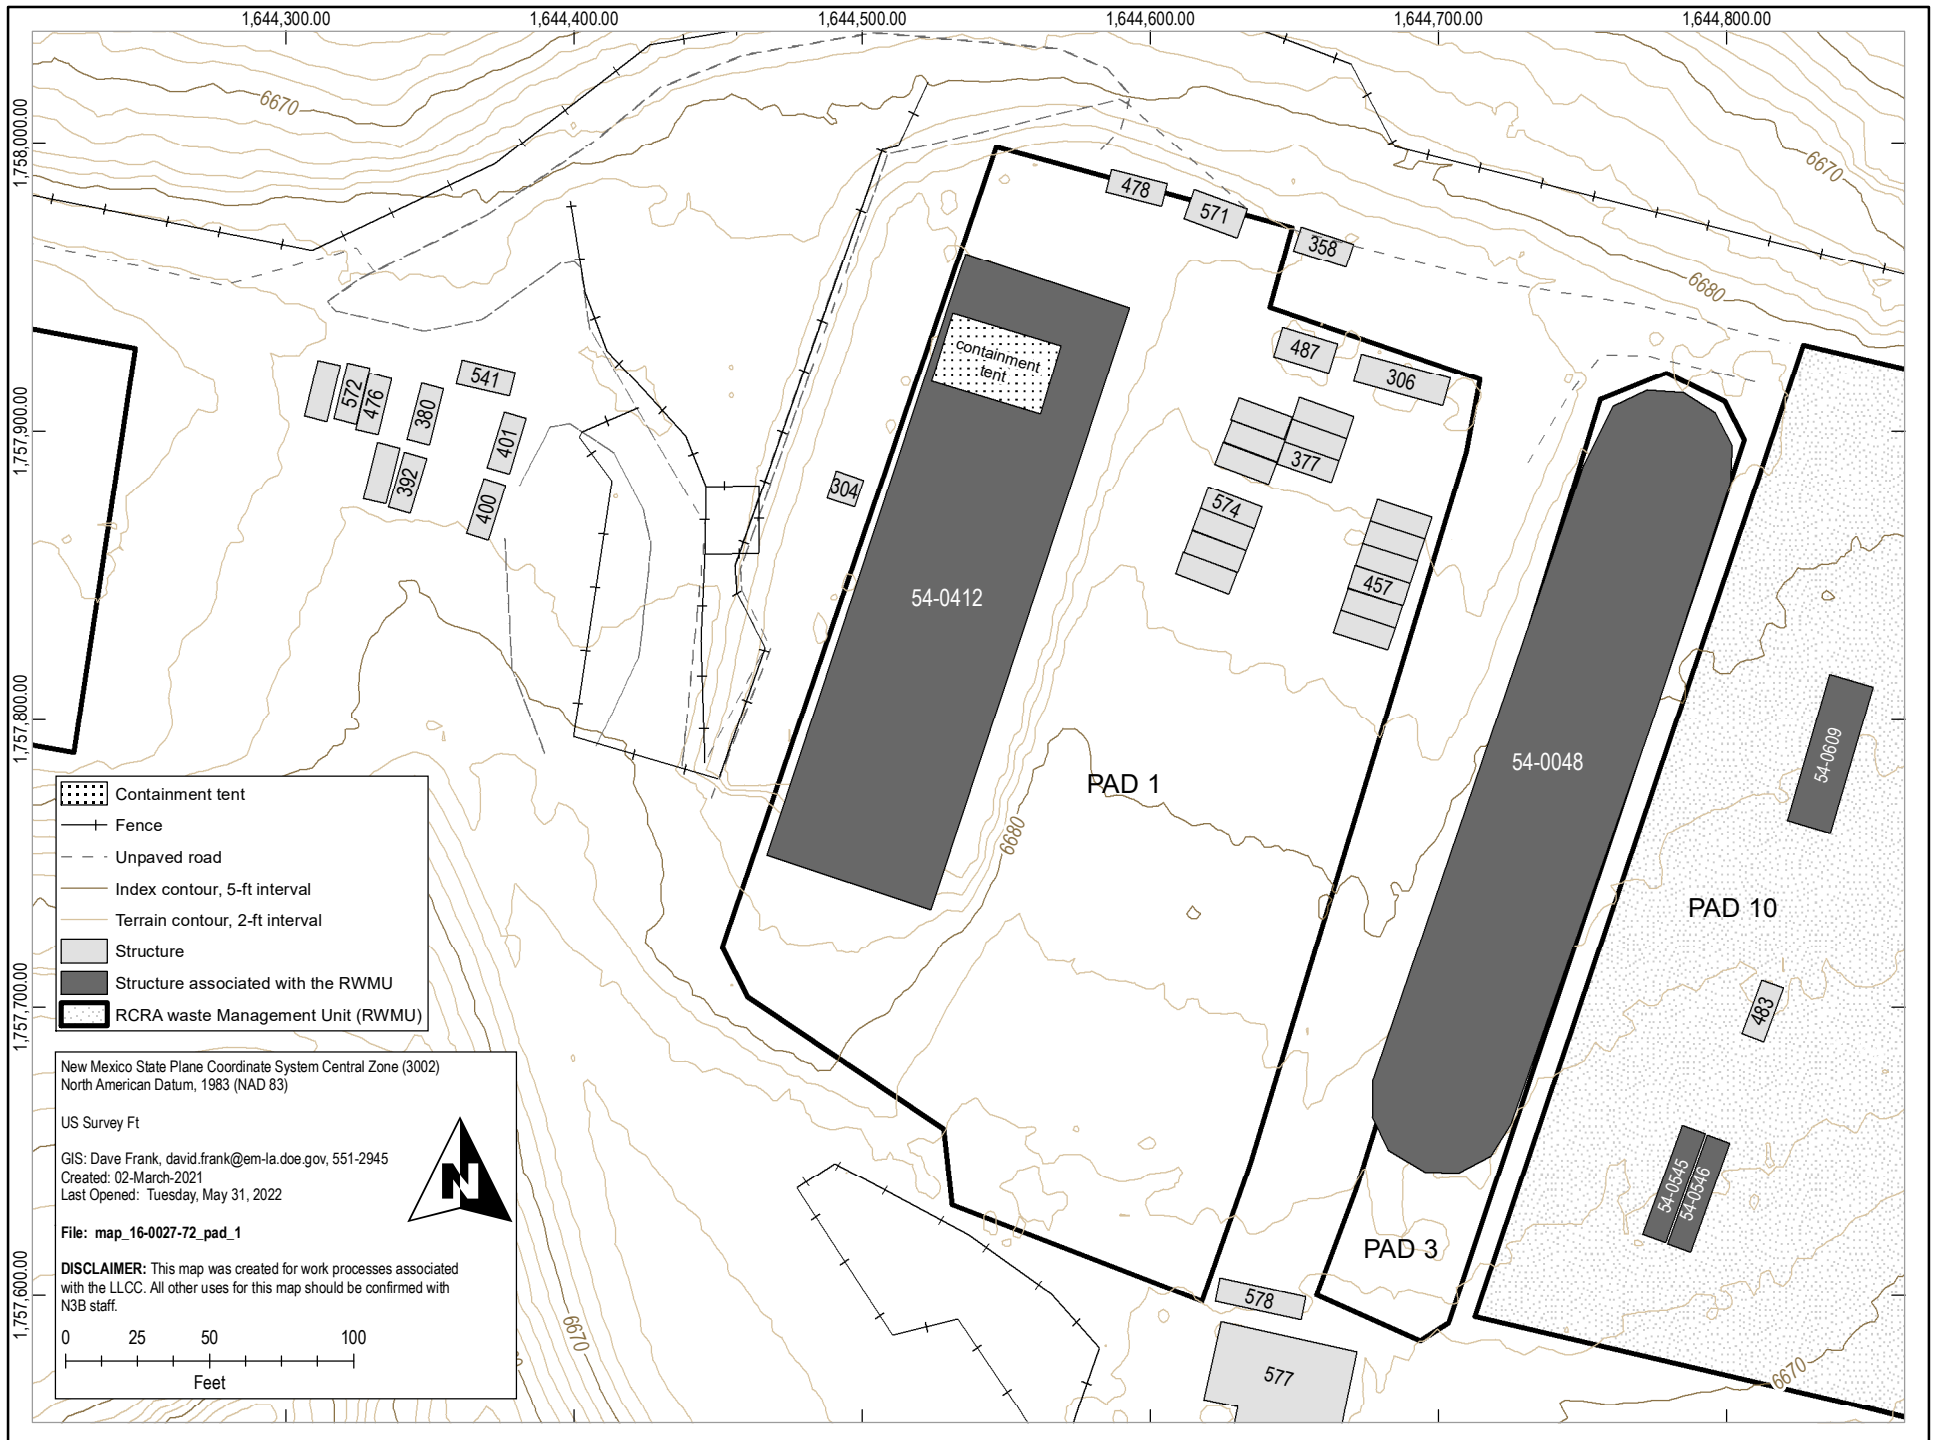 1,644,300.00
1,644,400.00
1,644,500.00
1,644,600.00
1,644,700.00
1,644,800.00
1,758,000.00
1,757,900.00
1,757,800.00
1,757,700.00
1,757,600.00
6670
6670
6680
478
571
358
487
306
377
574
457
304
containment
tent
54-0412
572
476
380
541
401
392
400
PAD 1
6680
54-0048
54-0609
PAD 10
483
54-0545
54-0546
PAD 3
578
577
6670
6670
Containment tent
Fence
Unpaved road
Index contour, 5-ft interval
Terrain contour, 2-ft interval
Structure
Structure associated with the RWMU
RCRA waste Management Unit (RWMU)
New Mexico State Plane Coordinate System Central Zone (3002)
North American Datum, 1983 (NAD 83)
US Survey Ft
GIS: Dave Frank, david.frank@em-la.doe.gov, 551-2945
Created: 02-March-2021
Last Opened: Tuesday, May 31, 2022
N
File: map_16-0027-72_pad_1
DISCLAIMER: This map was created for work processes associated
with the LLCC. All other uses for this map should be confirmed with
N3B staff.
0 25 50 100
Feet